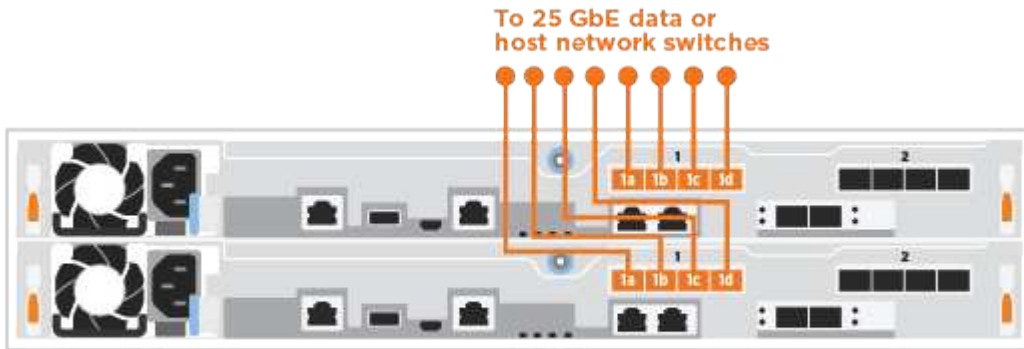 To 25 GbE data or
host network switches
1 2
1a 1b 1c 1d
1 2
1a 1b 1c 1d